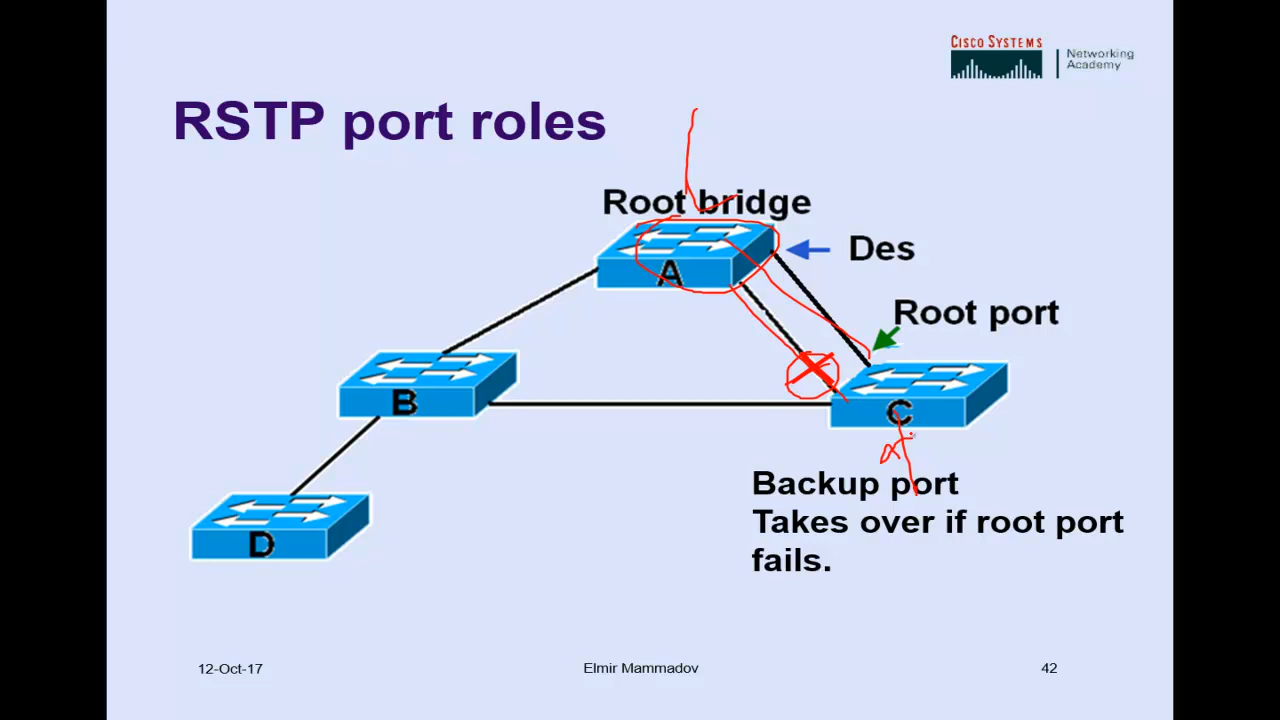 CISCO SYSTEMS
Networking
Academy
RSTP port roles
Root bridge
A
Des
Root port
B
C
D
Backup port
Takes over if root port
fails.
12-Oct-17
Elmir Mammadov
42